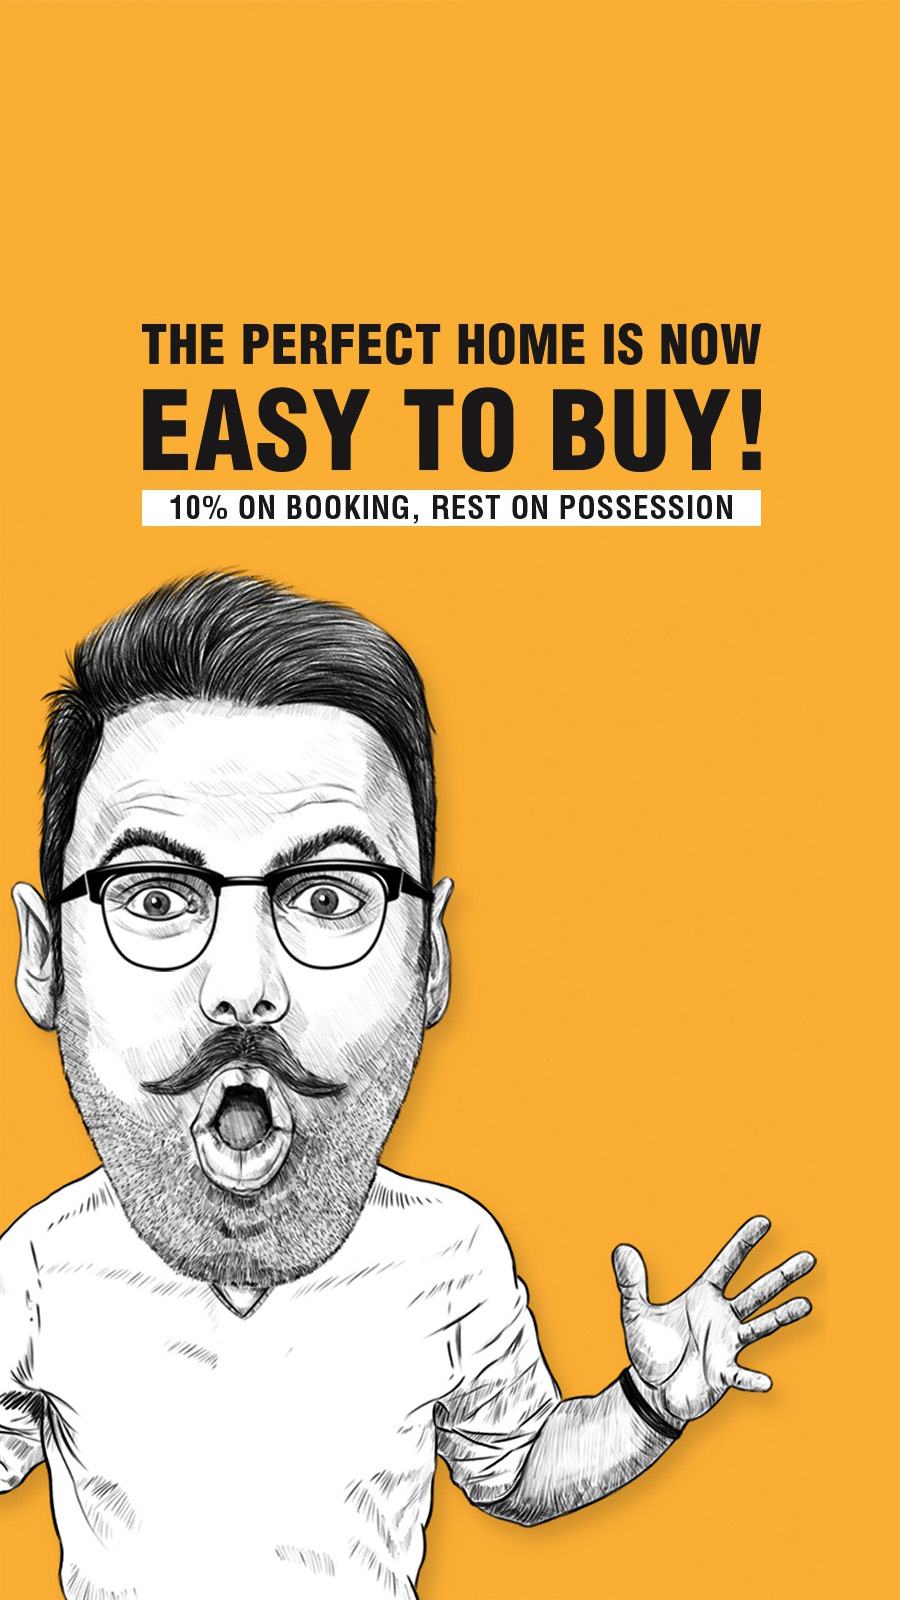 THE PERFECT HOME IS NOW
EASY TO BUY!
10% ON BOOKING, REST ON POSSESSION